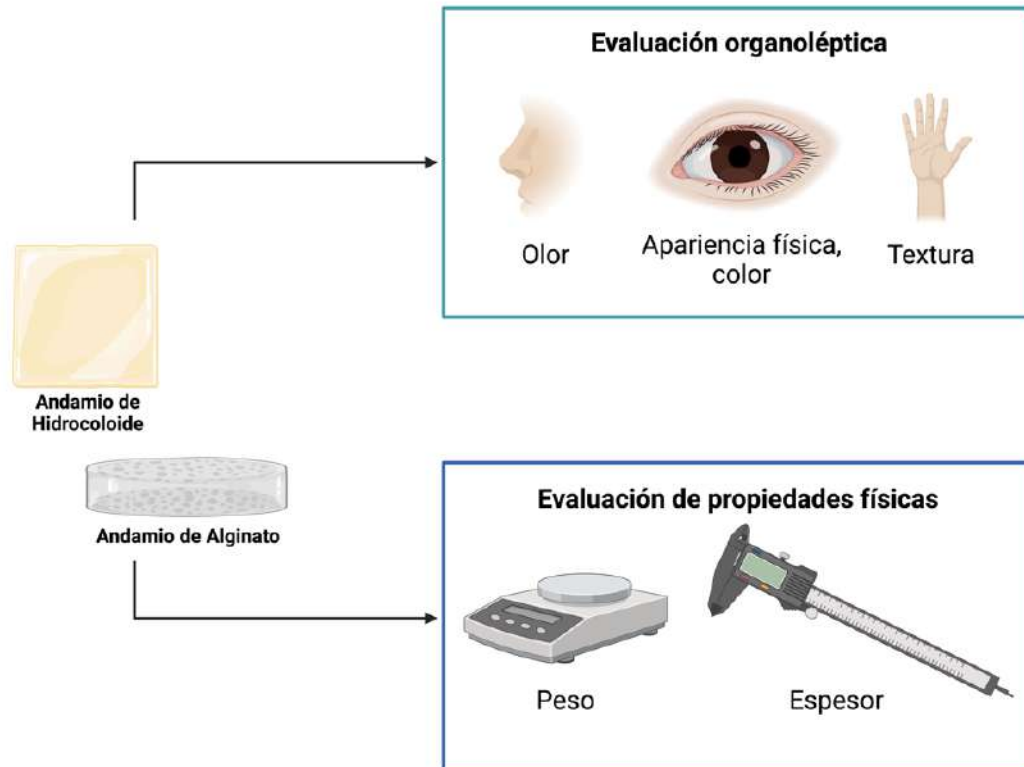 Evaluación organoléptica
Olor
Apariencia física,
color
Textura
Andamio de
Hidrocoloide
Andamio de Alginato
Evaluación de propiedades físicas
Peso
Espesor